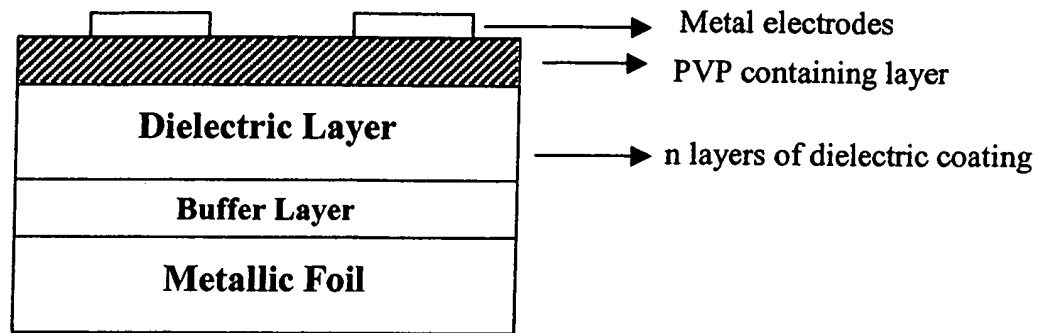 Metal electrodes
PVP containing layer
Dielectric Layer
n layers of dielectric coating
Buffer Layer
Metallic Foil